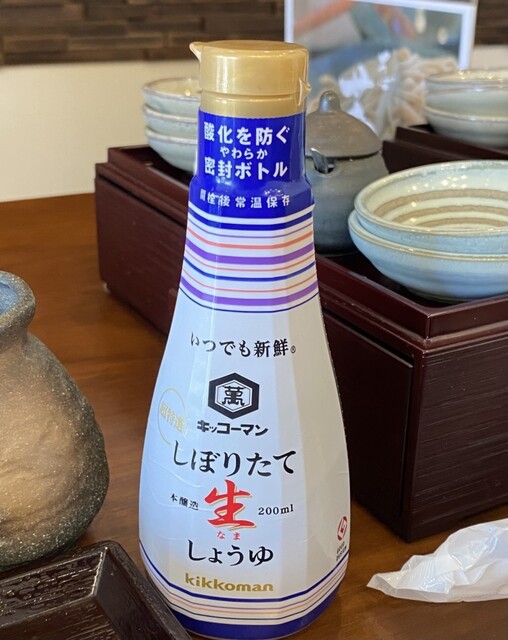 酸化を防ぐ
やわらか
密封ボトル
開栓後常温保存
いつでも新鮮®
萬
キッコーマン
しぼりたて
本醸造 生 200ml
なま
しょうゆ
kikkoman